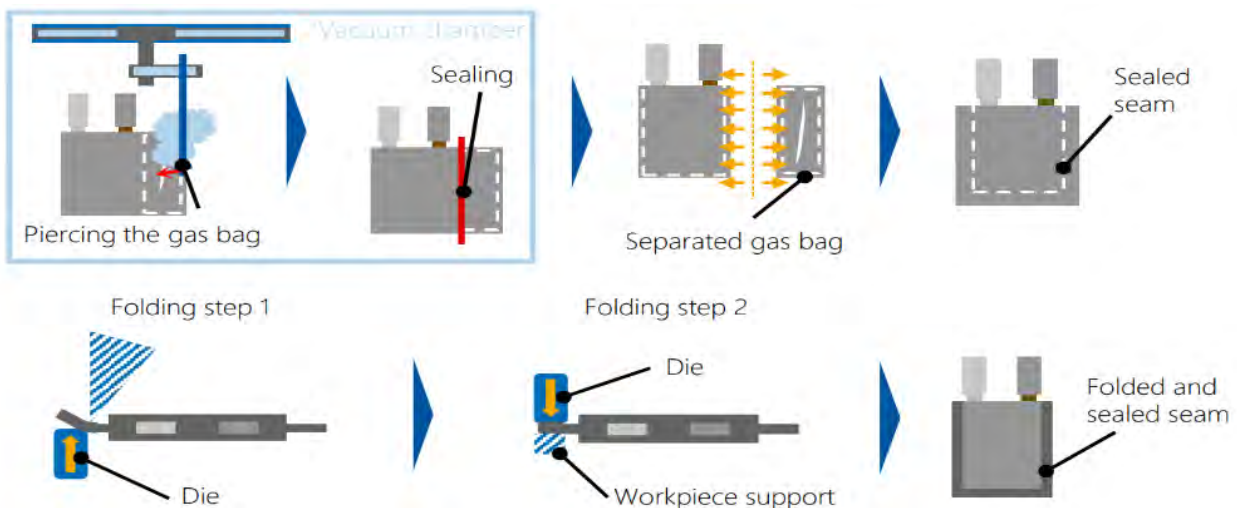 Vacuum chamber
Sealing
Piercing the gas bag
Separated gas bag
Sealed
seam
Folding step 1
Folding step 2
Die
Die
Workpiece support
Folded and
sealed seam